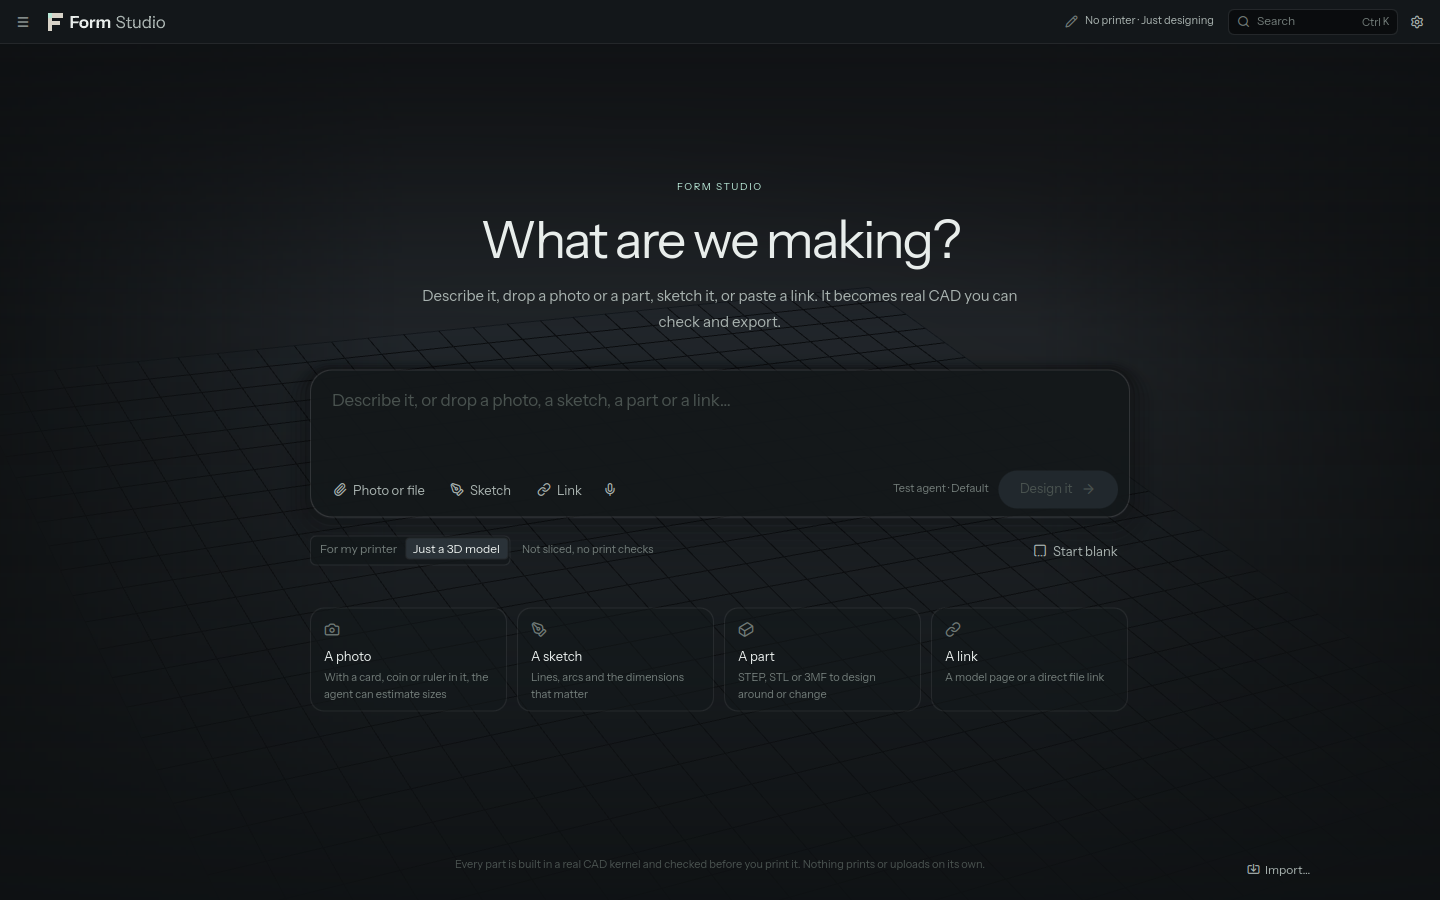 Form Studio
No printer · Just designing
Search
Ctrl K
FORM STUDIO
What are we making?
Describe it, drop a photo or a part, sketch it, or paste a link. It becomes real CAD you can
check and export.
Describe it, or drop a photo, a sketch, a part or a link...
Photo or file
Sketch
Link
Test agent · Default
Design it
For my printer
Just a 3D model
Not sliced, no print checks
Start blank
A photo
With a card, coin or ruler in it, the
agent can estimate sizes
A sketch
Lines, arcs and the dimensions
that matter
A part
STEP, STL or 3MF to design
around or change
A link
A model page or a direct file link
Every part is built in a real CAD kernel and checked before you print it. Nothing prints or uploads on its own.
Import...